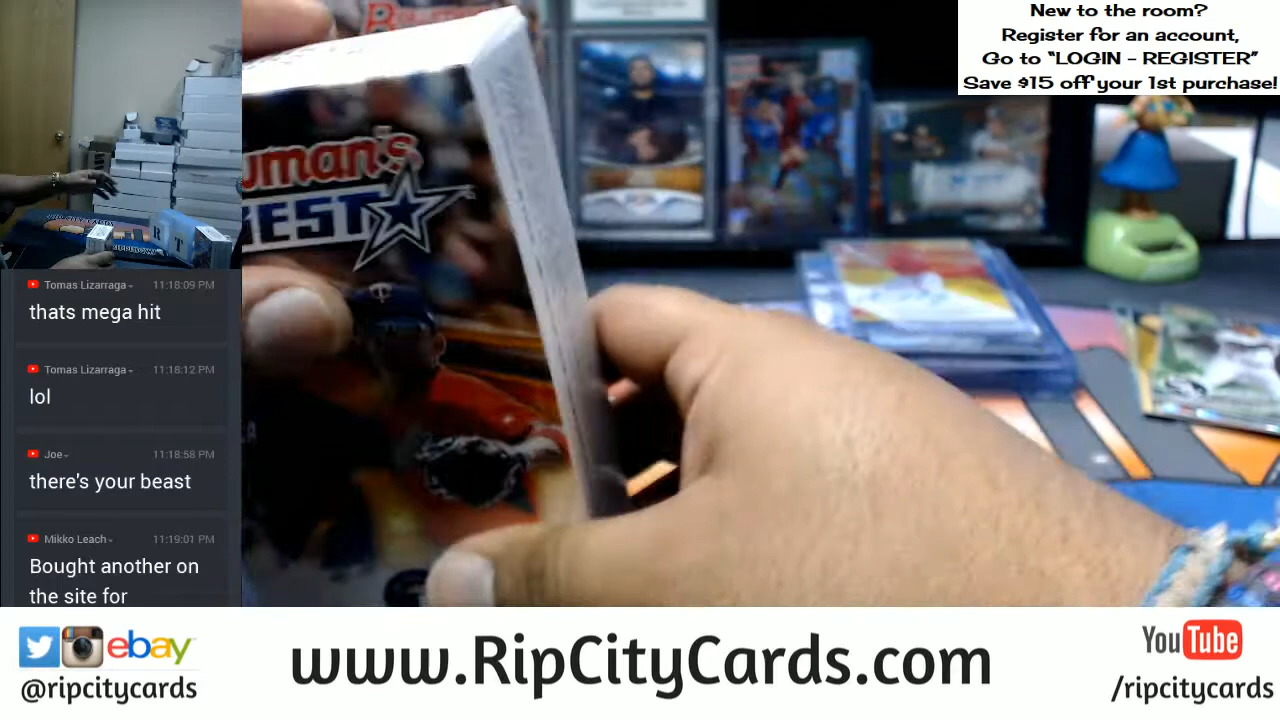 New to the room?
Register for an account,
Go to "LOGIN - REGISTER"
Save $15 off your 1st purchase!
uman's
EST
R T
Tomas Lizarraga 11:18:09 PM
thats mega hit
Tomas Lizarraga 11:18:12 PM
lol
Joe 11:18:58 PM
there's your beast
Mikko Leach 11:19:01 PM
Bought another on
the site for
ebay
@ripcitycards
www.RipCityCards.com
YouTube
/ripcitycards